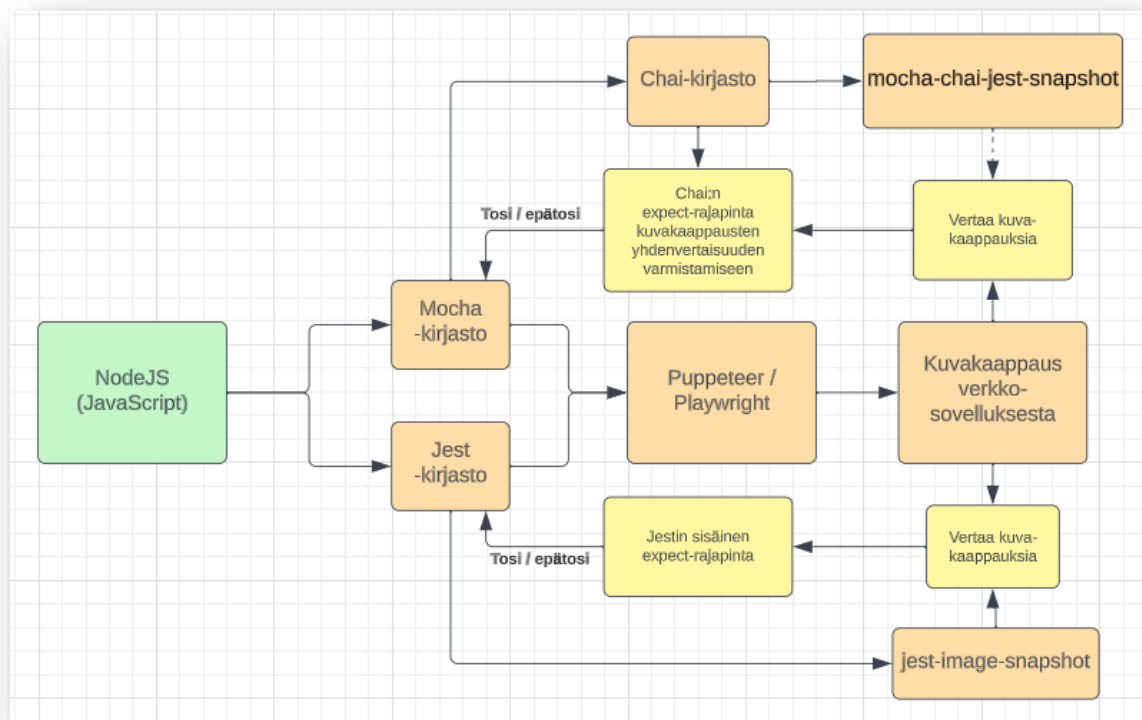 Chai-kirjasto
mocha-chai-jest-snapshot
Chai:n
expect-rajapinta
kuvakaappausten
yhdenvertaisuuden
varmistamiseen
Vertaa kuva-
kaappauksia
Tosi / epätosi
Mocha
-kirjasto
NodeJS
(JavaScript)
Puppeteer /
Playwright
Kuvakaappaus
verkko-
sovelluksesta
Jest
-kirjasto
Jestin sisäinen
expect-rajapinta
Vertaa kuva-
kaappauksia
Tosi / epätosi
jest-image-snapshot